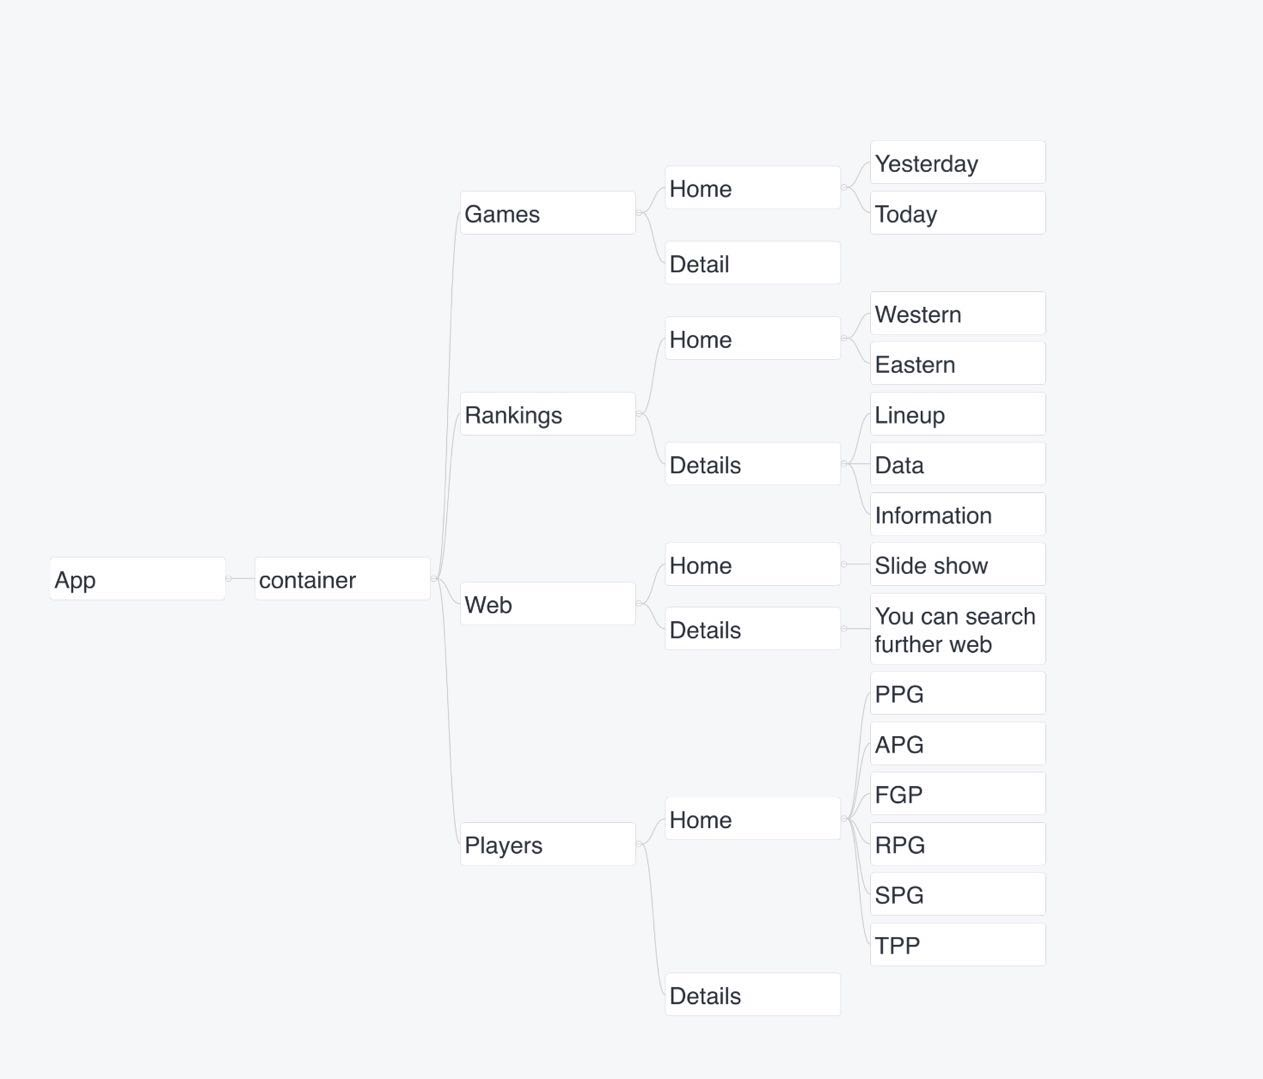 App
container
Games
Home
Yesterday
Today
Detail
Rankings
Home
Western
Eastern
Details
Lineup
Data
Information
Web
Home
Slide show
Details
You can search
further web
Players
Home
PPG
APG
FGP
RPG
SPG
TPP
Details